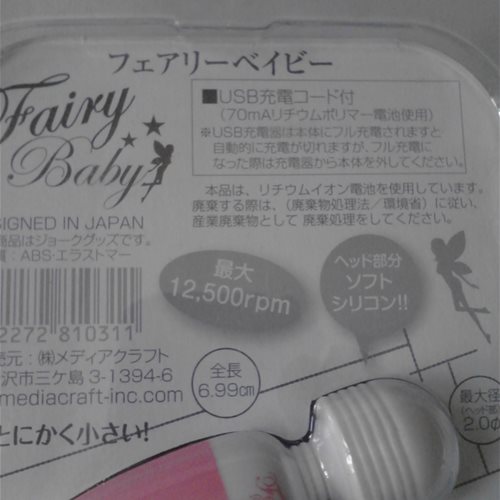 フェアリーベイビー
Fairy
Baby
■USB充電コード付
(70mAリチウムポリマー電池使用)
※USB充電器は本体にフル充電されますと
自動的に充電が切れますが、フル充電に
なった際は充電器から本体を外してください。
本品は、リチウムイオン電池を使用しています。
廃棄する際は、(廃棄物処理法/環境省)に従い、
産業廃棄物として 廃棄処理をしてください。
SIGNED IN JAPAN
商品はジョークグッズです。
質:ABS・エラストマー
最大
12,500rpm
ヘッド部分
ソフト
シリコン!!
2272 810311
売元:㈱メディアクラフト
沢市三ケ島 3-1394-6
mediacraft-inc.com
全長
6.99㎝
最大径
2.0φ
とにかく小さい!